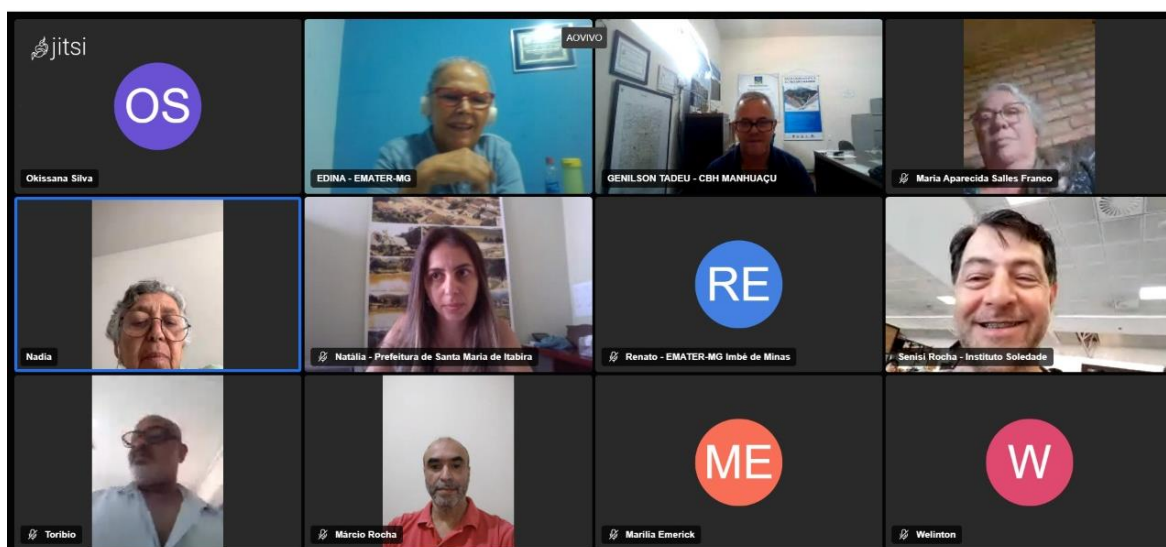 jitsi
AOVIVO
OS
Okissana Silva
EDINA - EMATER-MG
GENILSON TADEU - CBH MANHUAÇU
Maria Aparecida Salles Franco
RE
Nadia
Natália - Prefeitura de Santa Maria de Itabira
Renato - EMATER-MG Imbé de Minas
Senisi Rocha - Instituto Soledade
ME
W
Toribio
Márcio Rocha
Marilia Emerick
Welinton